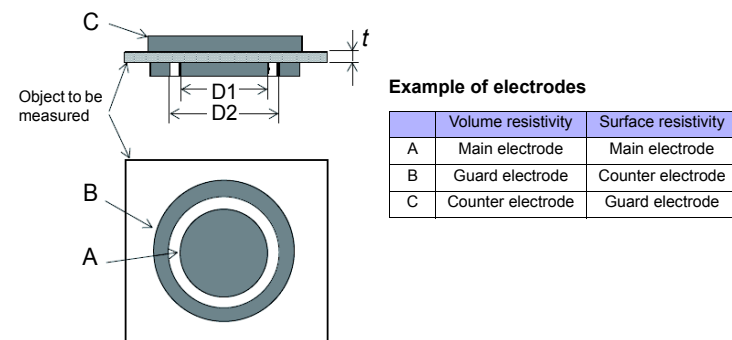 C
t
D1
D2
Object to be
measured
B
A
Example of electrodes
Volume resistivity Surface resistivity
A Main electrode Main electrode
B Guard electrode Counter electrode
C Counter electrode Guard electrode